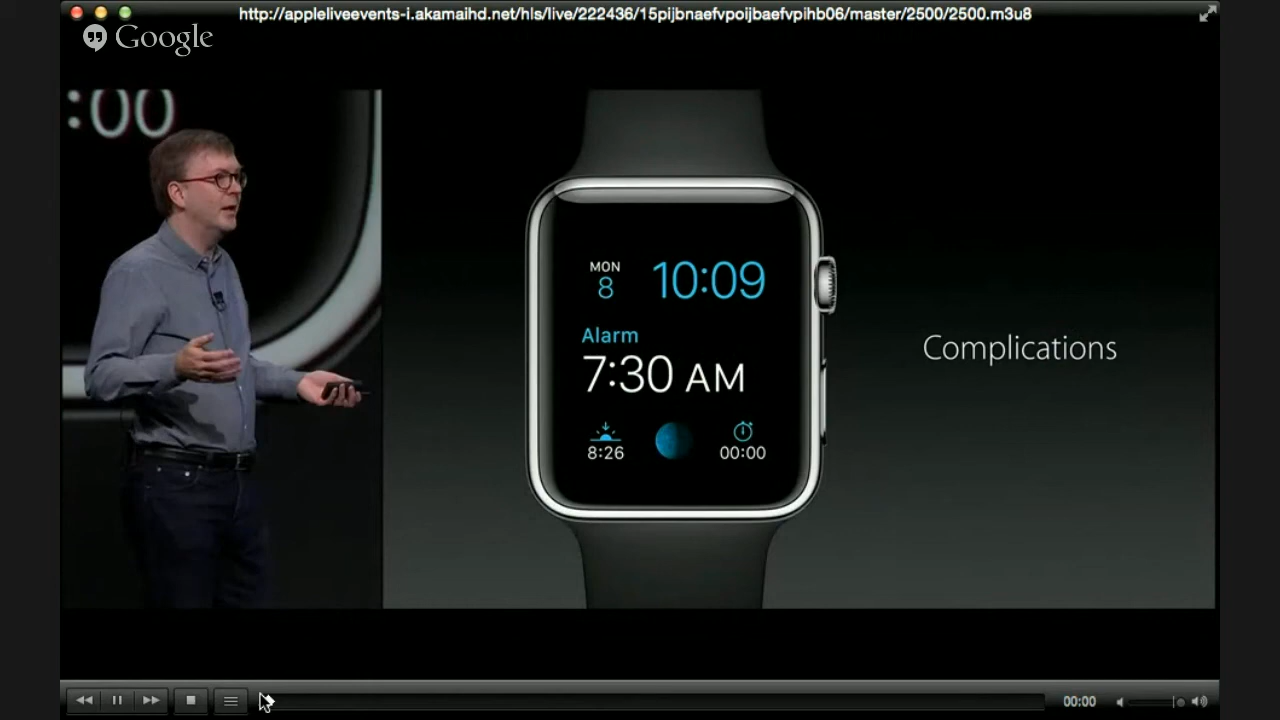 http://appleliveevents-i.akamaihd.net/hls/live/222436/15pijbnaefvpoijbaefvpihb06/master/2500/2500.m3u8
Google
:00
MON
8
10:09
Alarm
7:30 AM
8:26
00:00
Complications
00:00